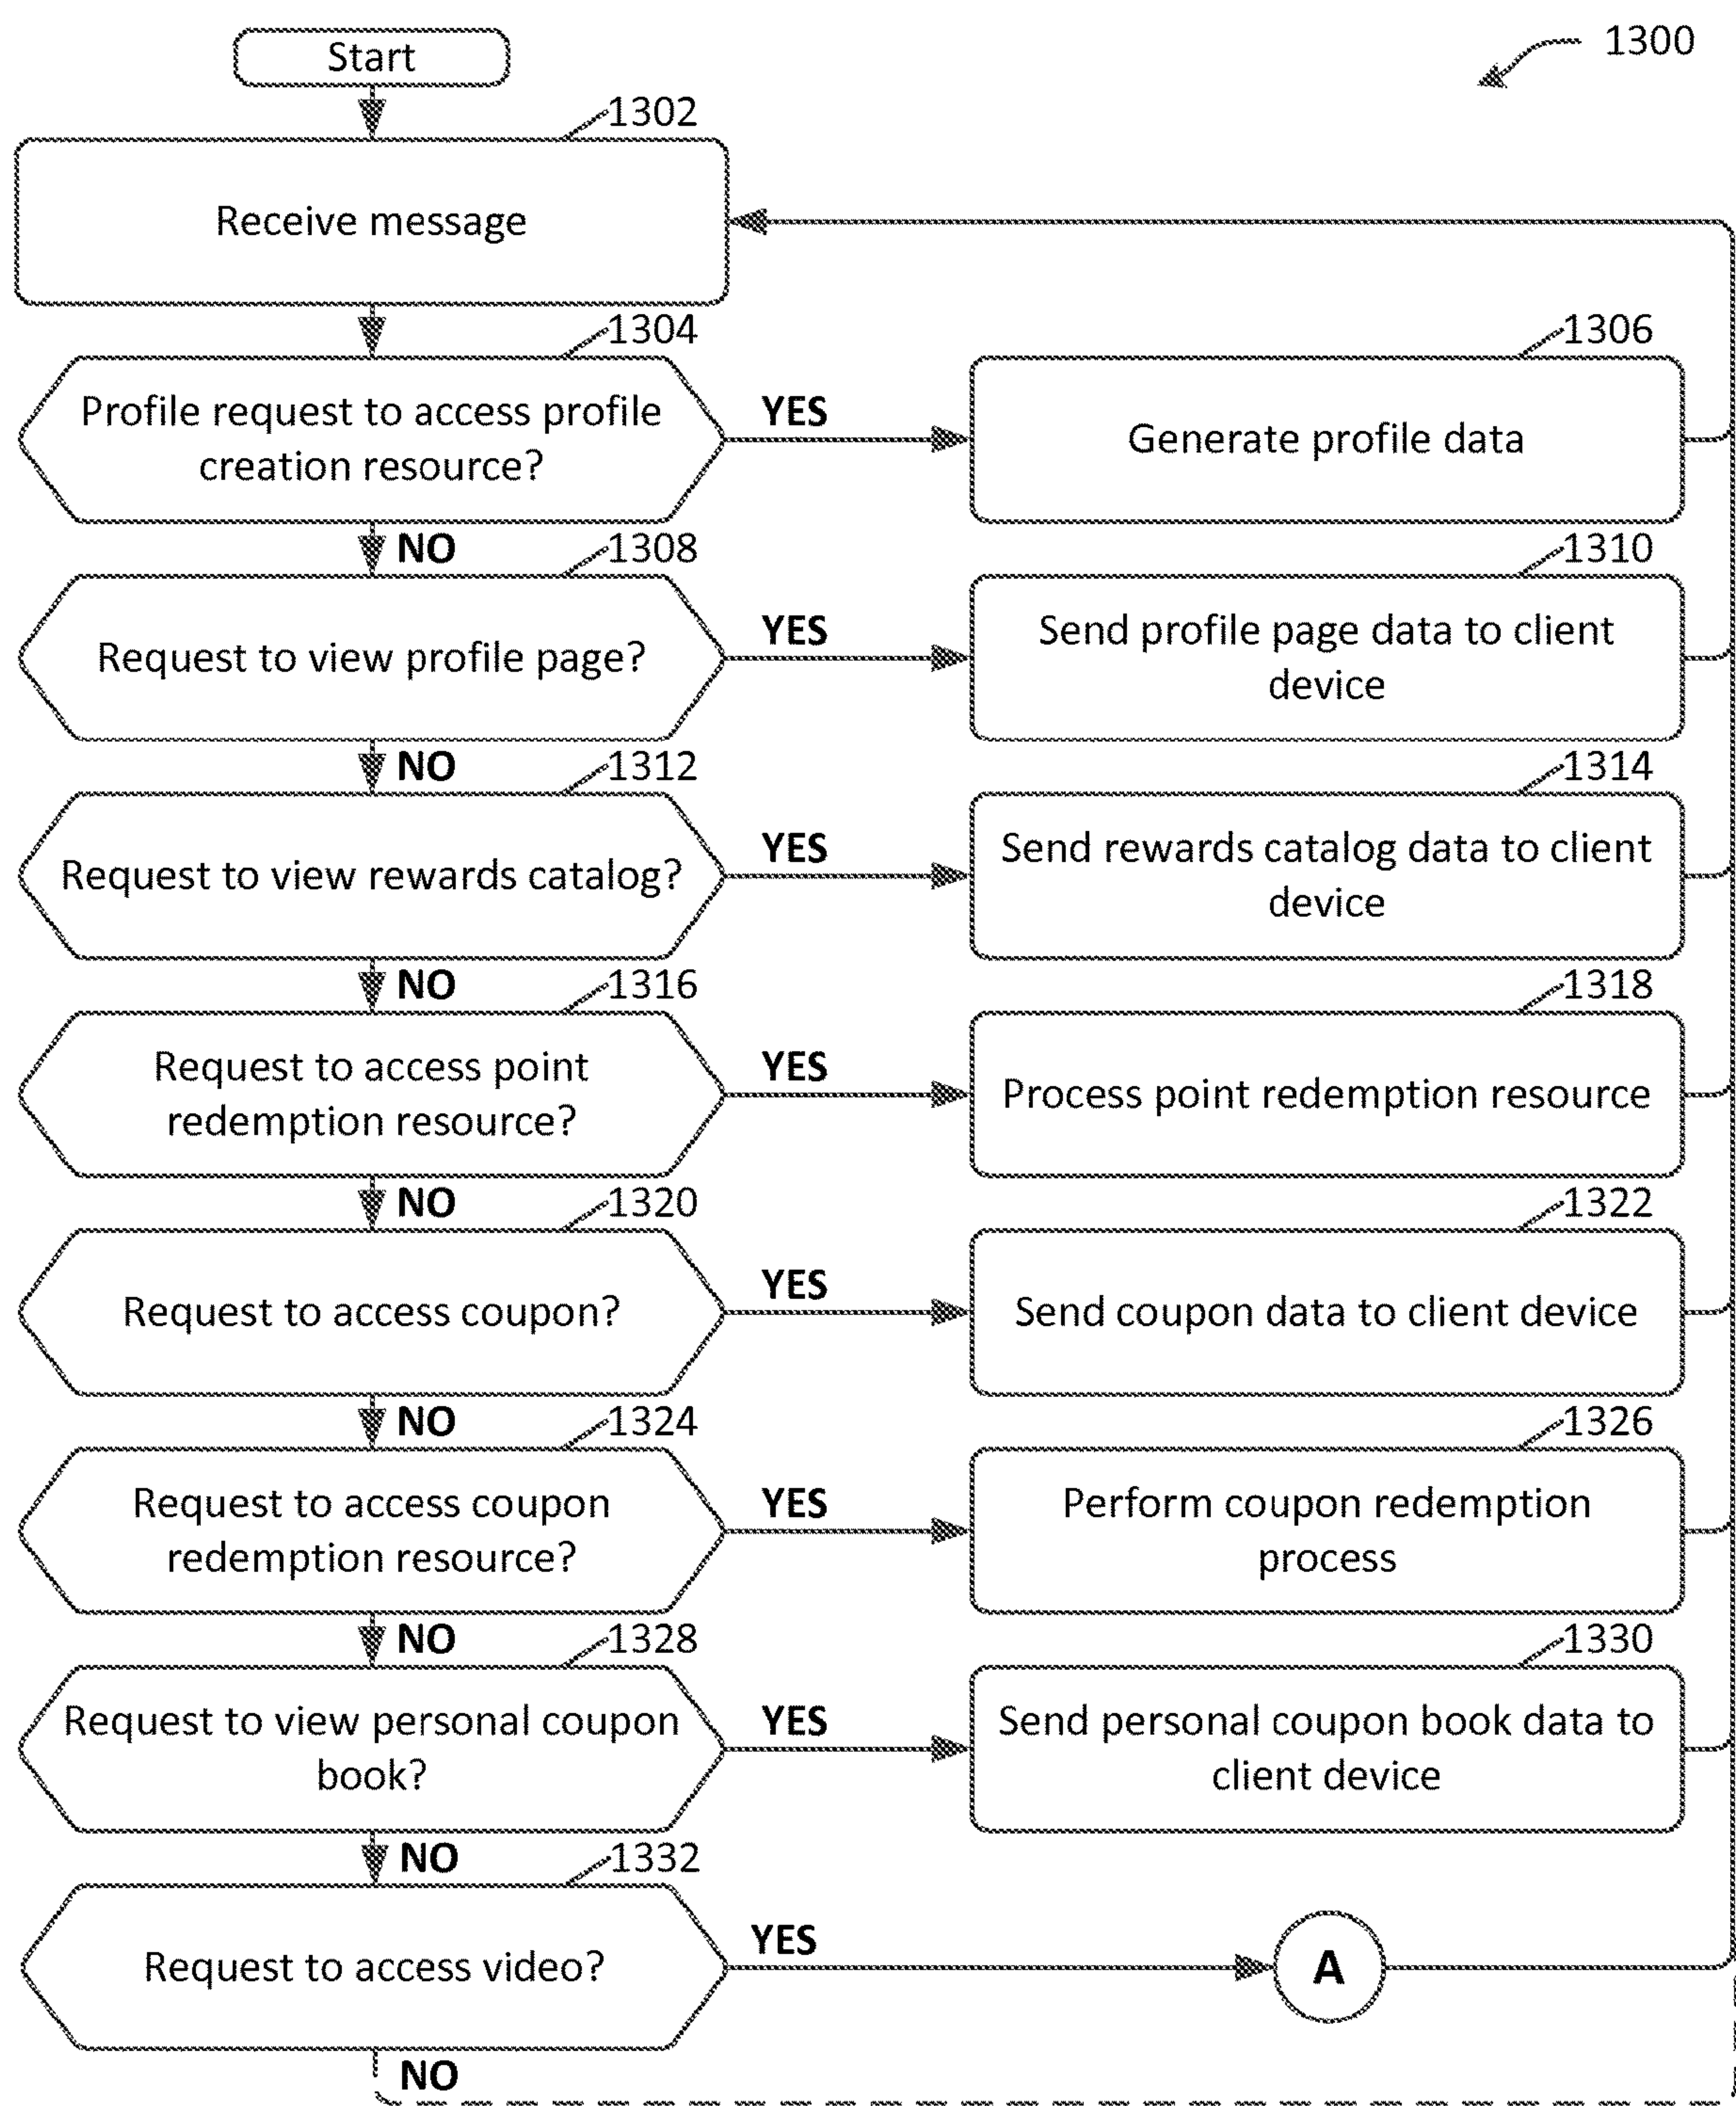 Start
1300
1302
Receive message
1304
Profile request to access profile
creation resource?
YES
1306
Generate profile data
NO
1308
Request to view profile page?
YES
1310
Send profile page data to client
device
NO
1312
Request to view rewards catalog?
YES
1314
Send rewards catalog data to client
device
NO
1316
Request to access point
redemption resource?
YES
1318
Process point redemption resource
NO
1320
Request to access coupon?
YES
1322
Send coupon data to client device
NO
1324
Request to access coupon
redemption resource?
YES
1326
Perform coupon redemption
process
NO
1328
Request to view personal coupon
book?
YES
1330
Send personal coupon book data to
client device
NO
1332
Request to access video?
YES
A
NO